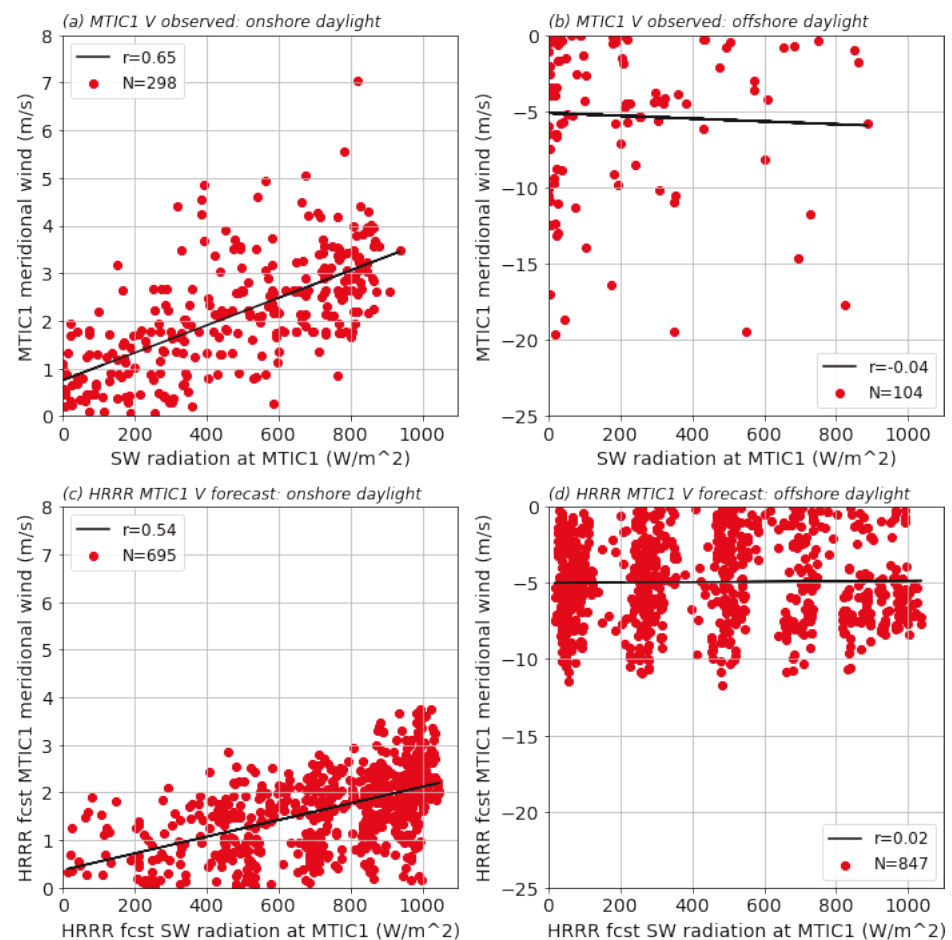 (a) MTIC1 V observed: onshore daylight
8
7
6
5
4
3
2
1
0
MTIC1 meridional wind (m/s)
r=0.65
N=298
0 200 400 600 800 1000
SW radiation at MTIC1 (W/m^2)
(b) MTIC1 V observed: offshore daylight
0
−5
−10
−15
−20
−25
MTIC1 meridional wind (m/s)
r=-0.04
N=104
0 200 400 600 800 1000
SW radiation at MTIC1 (W/m^2)
(c) HRRR MTIC1 V forecast: onshore daylight
8
7
6
5
4
3
2
1
0
HRRR fcst MTIC1 meridional wind (m/s)
r=0.54
N=695
0 200 400 600 800 1000
HRRR fcst SW radiation at MTIC1 (W/m^2)
(d) HRRR MTIC1 V forecast: offshore daylight
0
−5
−10
−15
−20
−25
HRRR fcst MTIC1 meridional wind (m/s)
r=0.02
N=847
0 200 400 600 800 1000
HRRR fcst SW radiation at MTIC1 (W/m^2)